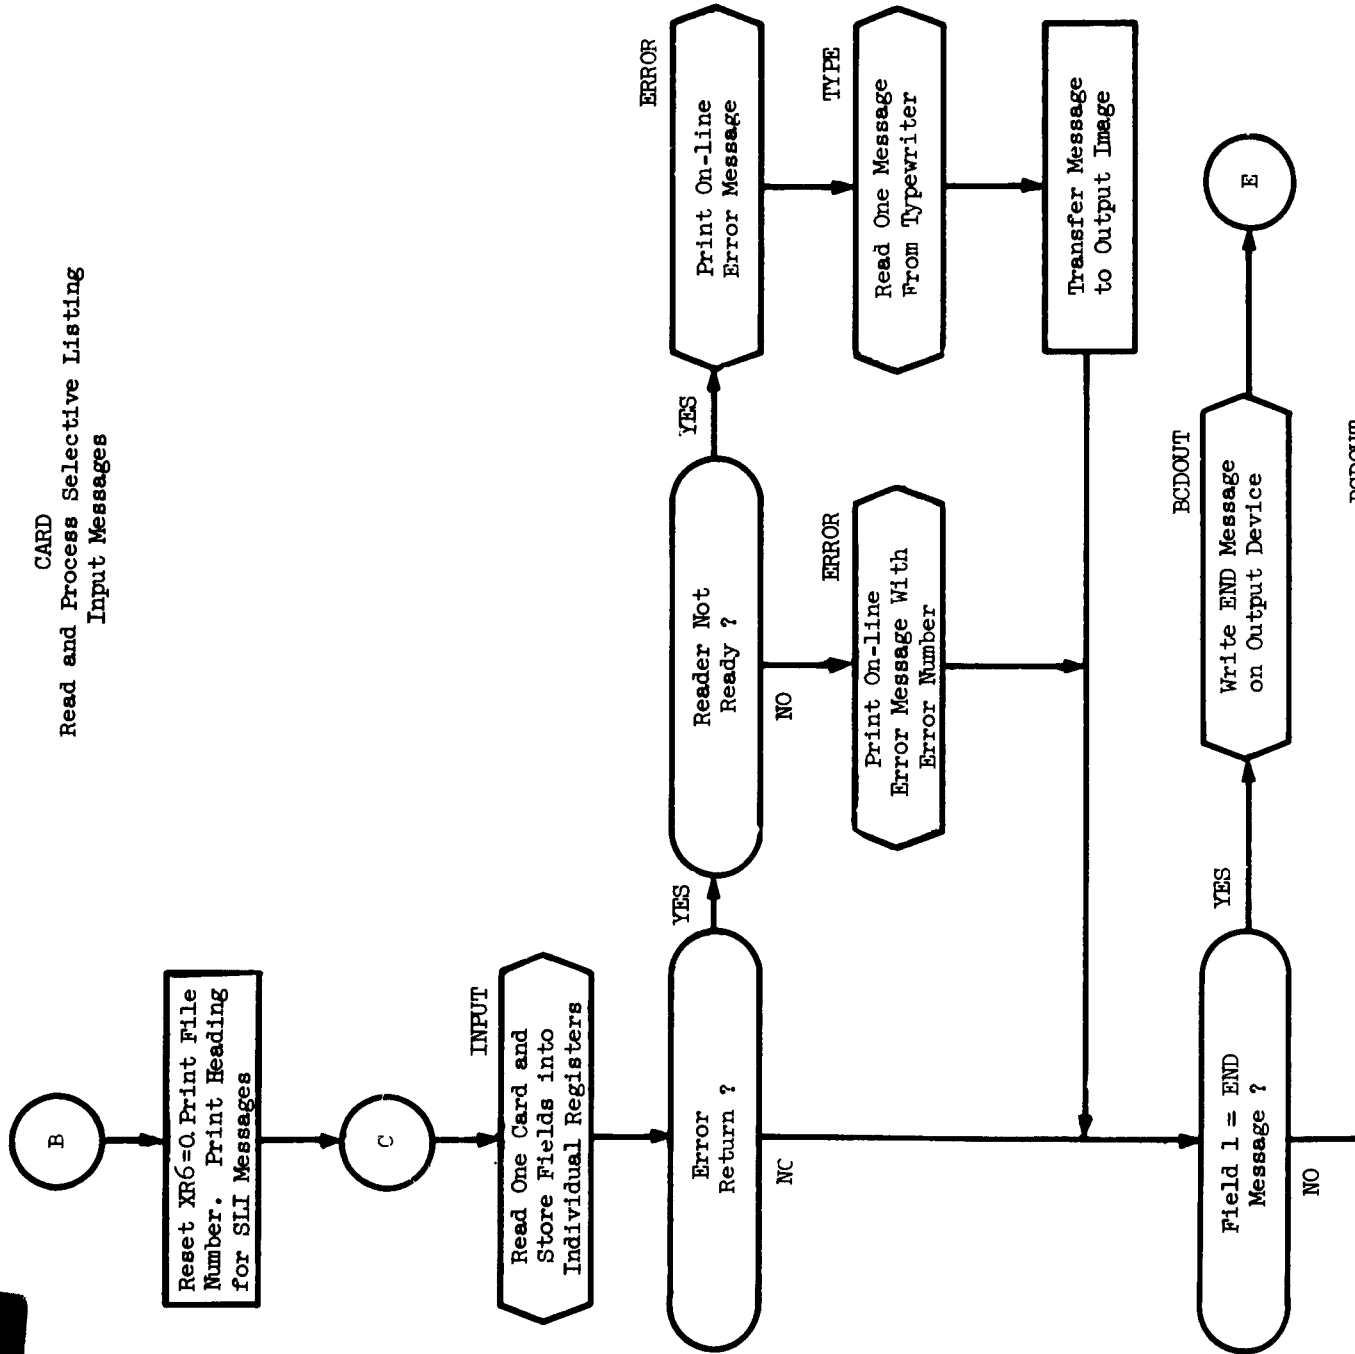 CARD
Read and Process Selective Listing
Input Messages
B
Reset XR6=0. Print File
Number. Print Heading
for SLI Messages
C
INPUT
Read One Card and
Store Fields into
Individual Registers
Error
Return ?
YES
NC
Reader Not
Ready ?
YES
NO
ERROR
Print On-line
Error Message
ERROR
Print On-line
Error Message With
Error Number
TYPE
Read One Message
From Typewriter
Transfer Message
to Output Image
Field 1 = END
Message ?
YES
NO
BCDOUT
Write END Message
on Output Device
E